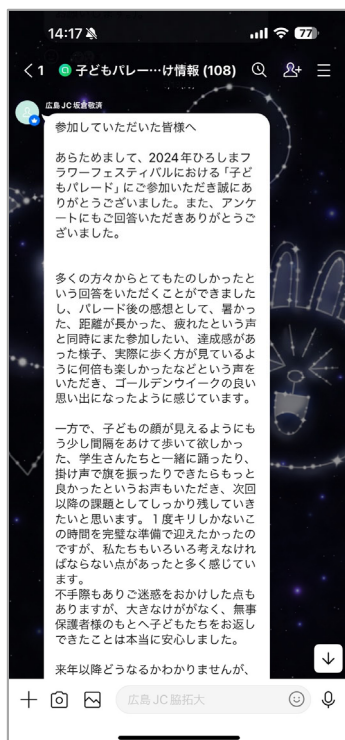 14:17
77
1
子どもパレー…け情報 (108)
広島JC坂倉敬済
参加していただいた皆様へ
あらためまして、2024年ひろしまフ
ラワーフェスティバルにおける「子ど
もパレード」にご参加いただき誠にあ
りがとうございました。また、アンケ
ートにもご回答いただきありがとうご
ざいました。
多くの方々からとてもたのしかったと
いう回答をいただくことができました
し、パレード後の感想として、暑かっ
た、距離が長かった、疲れたという声
と同時にまた参加したい、達成感があ
った様子、実際に歩く方が見ているよ
うに何倍も楽しかったなどという声を
いただき、ゴールデンウイークの良い
思い出になったように感じています。
一方で、子どもの顔が見えるようにも
う少し間隔をあけて歩いて欲しかっ
た、学生さんたちと一緒に踊ったり、
掛け声で旗を振ったりできたらもっと
良かったというお声もいただき、次回
以降の課題としてしっかり残していき
たいと思います。１度キリしかないこ
の時間を完璧な準備で迎えたかったの
ですが、私たちもいろいろ考えなけれ
ばならない点があったと多く感じてい
ます。
不手際もありご迷惑をおかけした点も
ありますが、大きなけががなく、無事
保護者様のもとへ子どもたちをお返し
できたことは本当に安心しました。
来年以降どうなるかわかりませんが、
広島 JC 脇拓大